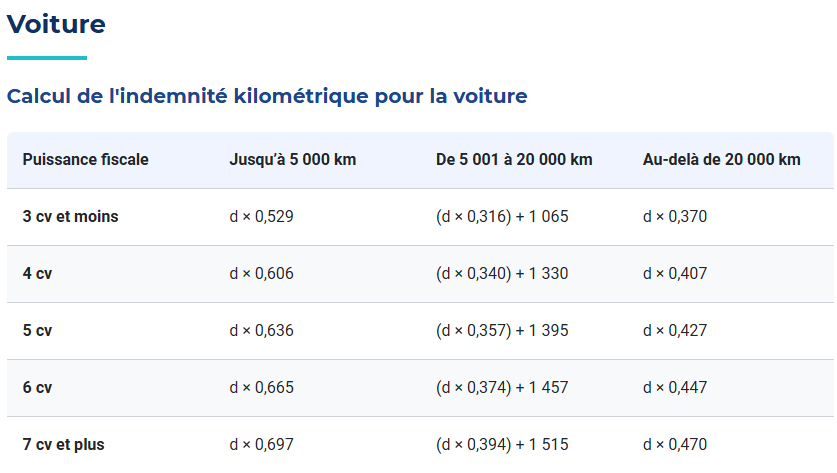 Voiture
Calcul de l'indemnité kilométrique pour la voiture
Puissance fiscale Jusqu’à 5 000 km De 5 001 à 20 000 km Au-delà de 20 000 km
3 cv et moins d × 0,529 (d × 0,316) + 1 065 d × 0,370
4 cv d × 0,606 (d × 0,340) + 1 330 d × 0,407
5 cv d × 0,636 (d × 0,357) + 1 395 d × 0,427
6 cv d × 0,665 (d × 0,374) + 1 457 d × 0,447
7 cv et plus d × 0,697 (d × 0,394) + 1 515 d × 0,470